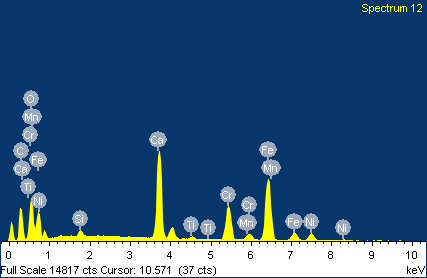 Spectrum 12
O
Mn
Cr
C
Fe
Ca
Ti
Ni
Si
Ca
Ti
Ti
Cr
Cr
Mn
Fe
Mn
Fe
Ni
Ni
0 1 2 3 4 5 6 7 8 9 10
Full Scale 14817 cts Cursor: 10.571 (37 cts) keV